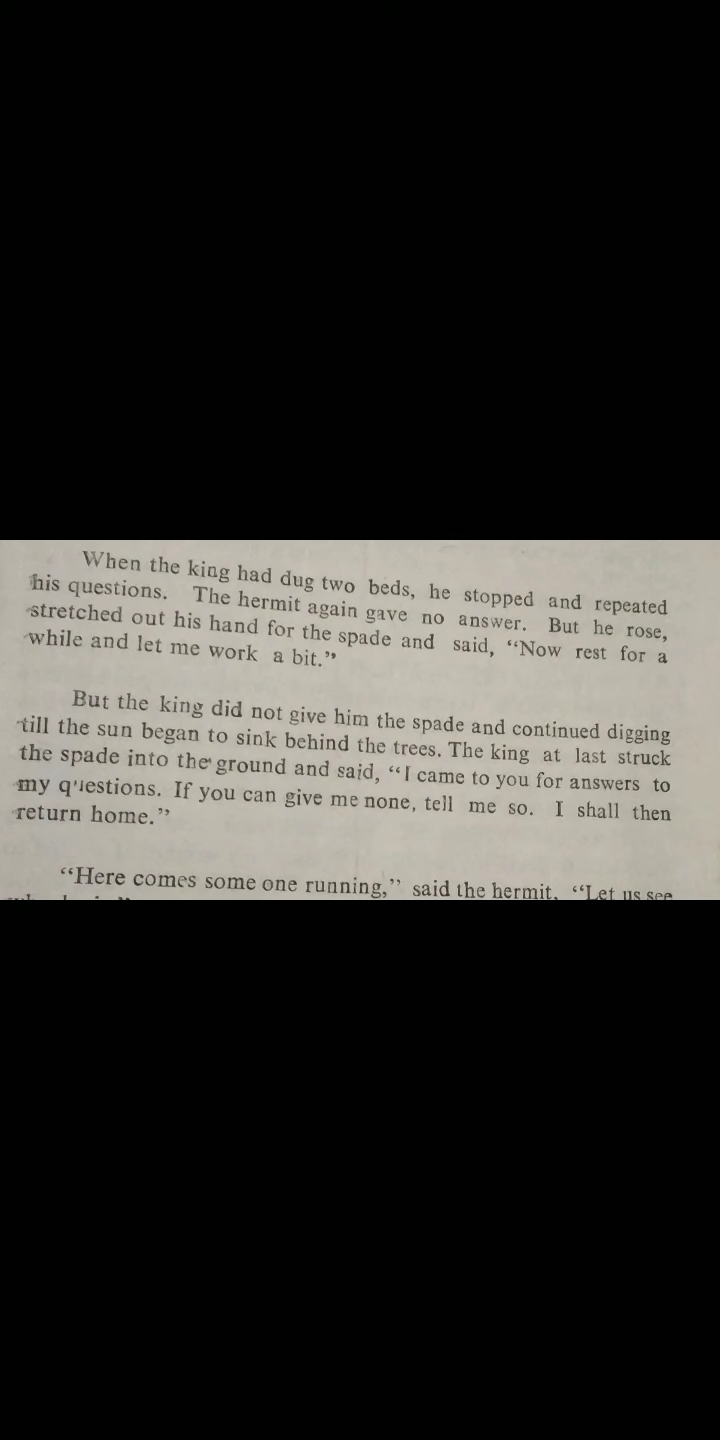 When the king had dug two beds, he stopped and repeated
his questions. The hermit again gave no answer. But he rose,
stretched out his hand for the spade and said, “Now rest for a
while and let me work a bit.”
But the king did not give him the spade and continued digging
till the sun began to sink behind the trees. The king at last struck
the spade into the ground and said, “I came to you for answers to
my questions. If you can give me none, tell me so. I shall then
return home.”
“Here comes some one running,” said the hermit, “Let us see